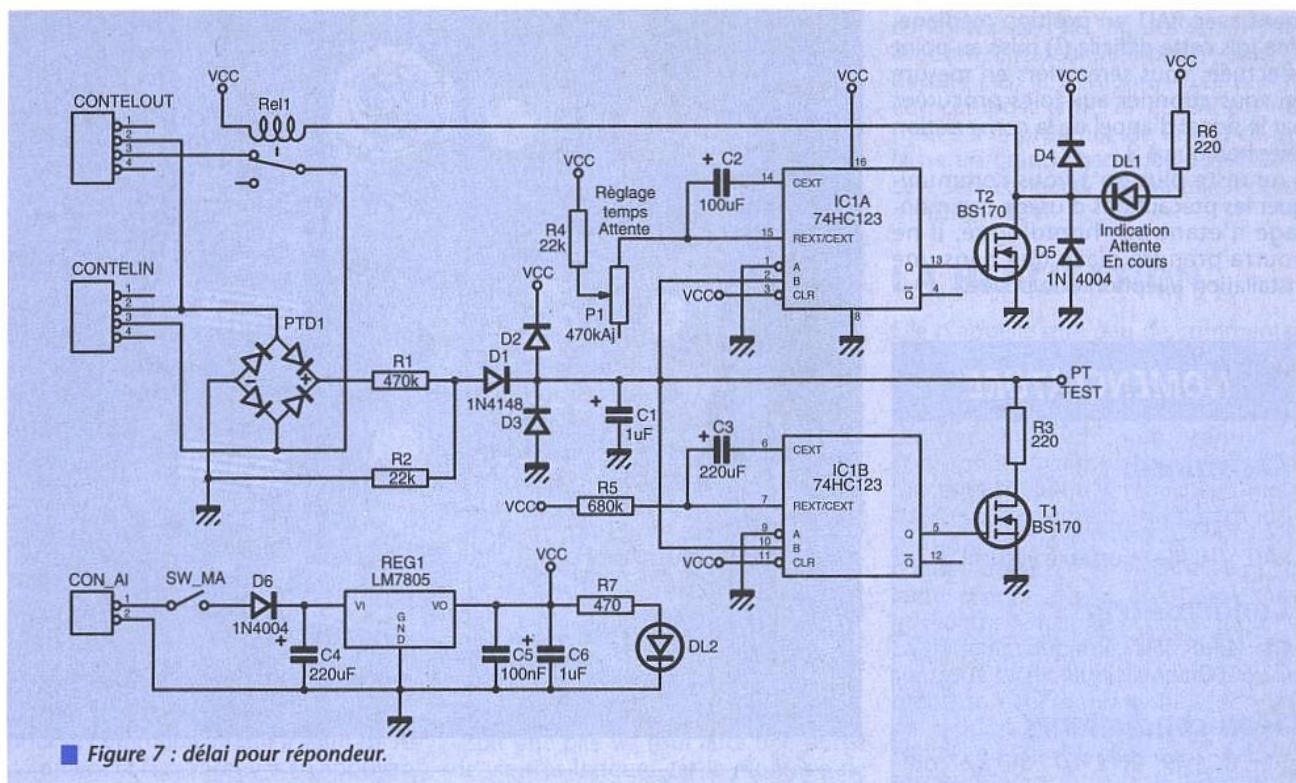 CONTELOUT
1
2
3
4
VCC
Rel1
CONTELIN
1
2
3
4
PTD1
-
+
R1
470k
R2
22k
VCC
R4
22k
Règlage
temps
Attente
P1
470kAj
VCC
D2
D1
1N4148
D3
+
C1
1uF
+
C2
100uF
VCC
16
14
CEXT
IC1A
74HC123
15
REXT/CEXT
1
A
2
B
VCC
3
CLR
8
Q
13
Q
4
T2
BS170
VCC
D4
D5
1N4004
DL1
Indication
Attente
En cours
VCC
R6
220
PT
TEST
R3
220
T1
BS170
+
C3
220uF
VCC
R5
680k
6
CEXT
IC1B
74HC123
7
REXT/CEXT
9
A
10
B
VCC
11
CLR
Q
5
Q
12
CON_AI
1
2
SW_MA
D6
1N4004
+
C4
220uF
REG1
LM7805
VI
VO
GND
C5
100nF
+
C6
1uF
VCC
R7
470
DL2
Figure 7 : délai pour répondeur.